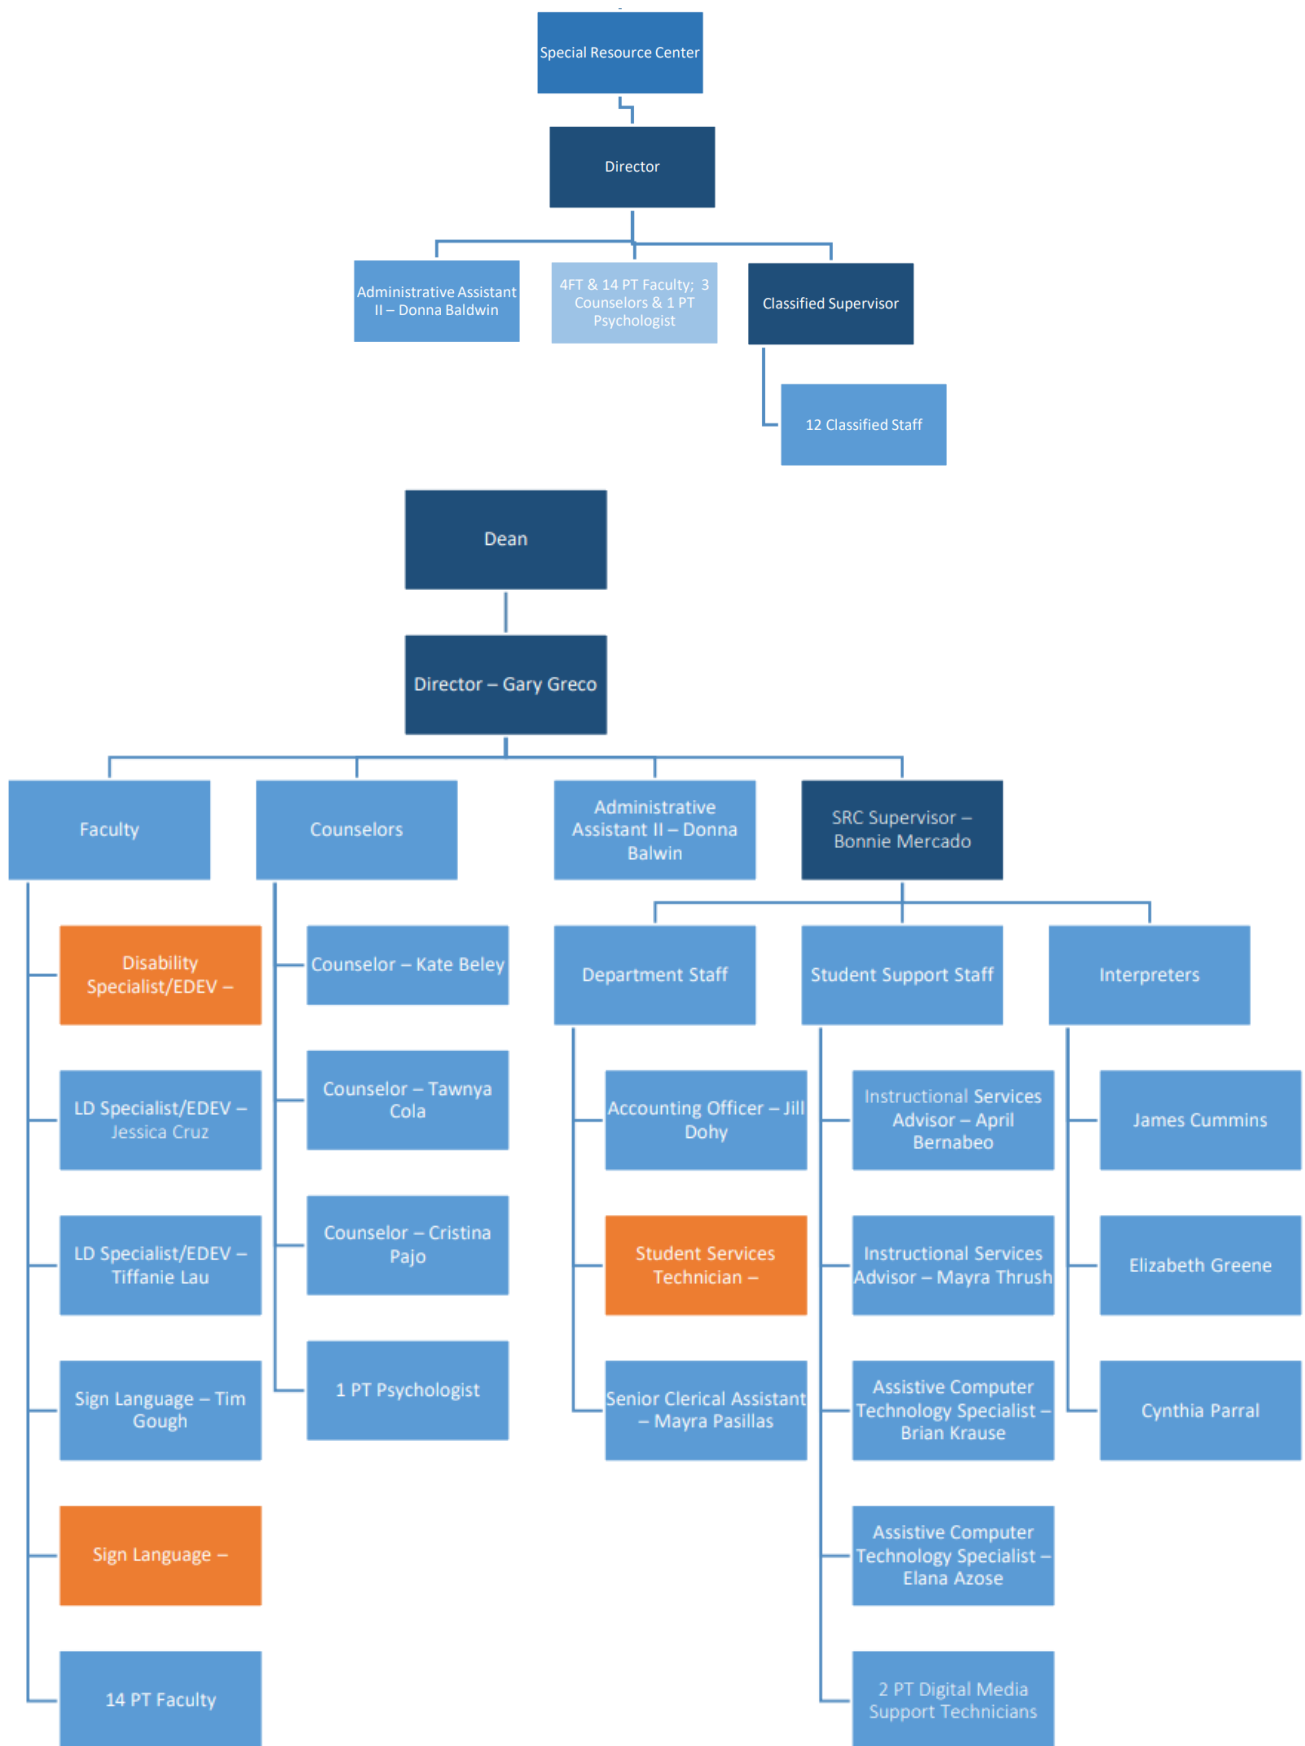 Special Resource Center
Director
Administrative Assistant
II – Donna Baldwin
4FT & 14 PT Faculty;  3
Counselors & 1 PT
Psychologist
Classified Supervisor
12 Classified Staff
Dean
Director – Gary Greco
Faculty
Counselors
Administrative
Assistant II – Donna
Balwin
SRC Supervisor –
Bonnie Mercado
Disability
Specialist/EDEV –
LD Specialist/EDEV –
Jessica Cruz
LD Specialist/EDEV –
Tiffanie Lau
Sign Language – Tim
Gough
Sign Language –
14 PT Faculty
Counselor – Kate Beley
Counselor – Tawnya
Cola
Counselor – Cristina
Pajo
1 PT Psychologist
Department Staff
Student Support Staff
Interpreters
Accounting Officer – Jill
Dohy
Student Services
Technician –
Senior Clerical Assistant
– Mayra Pasillas
Instructional Services
Advisor – April
Bernabeo
Instructional Services
Advisor – Mayra Thrush
Assistive Computer
Technology Specialist –
Brian Krause
Assistive Computer
Technology Specialist –
Elana Azose
2 PT Digital Media
Support Technicians
James Cummins
Elizabeth Greene
Cynthia Parral